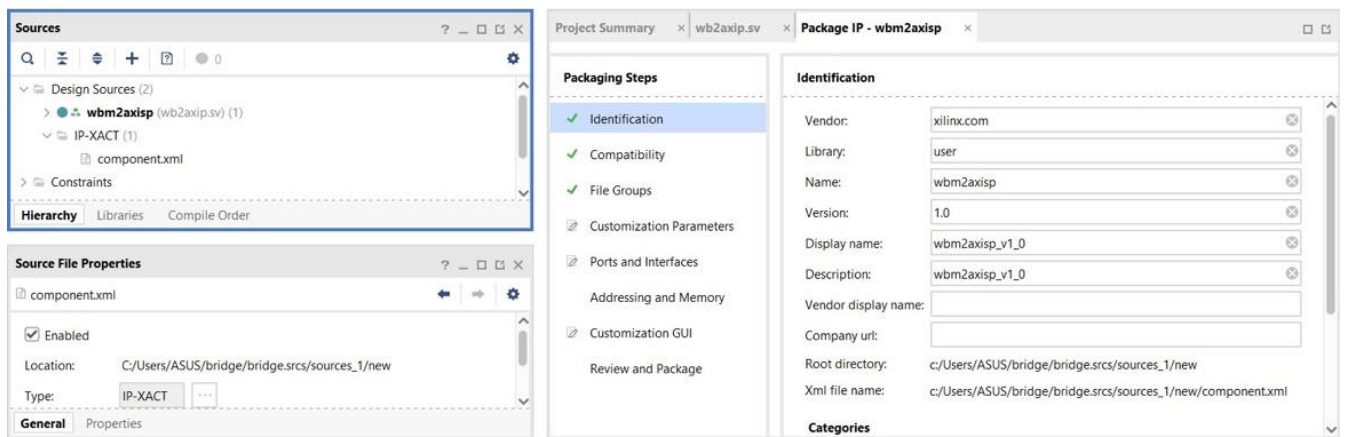 Sources
? _
0
Design Sources (2)
wbm2axisp (wb2axip.sv) (1)
IP-XACT (1)
component.xml
Constraints
Hierarchy Libraries Compile Order
Source File Properties
? _
component.xml
Enabled
Location: C:/Users/ASUS/bridge/bridge.srcs/sources_1/new
Type: IP-XACT ...
General Properties
Project Summary × wb2axip.sv × Package IP - wbm2axisp ×
Packaging Steps
Identification
Compatibility
File Groups
Customization Parameters
Ports and Interfaces
Addressing and Memory
Customization GUI
Review and Package
Identification
Vendor: xilinx.com
Library: user
Name: wbm2axisp
Version: 1.0
Display name: wbm2axisp_v1_0
Description: wbm2axisp_v1_0
Vendor display name:
Company url:
Root directory: c:/Users/ASUS/bridge/bridge.srcs/sources_1/new
Xml file name: c:/Users/ASUS/bridge/bridge.srcs/sources_1/new/component.xml
Categories